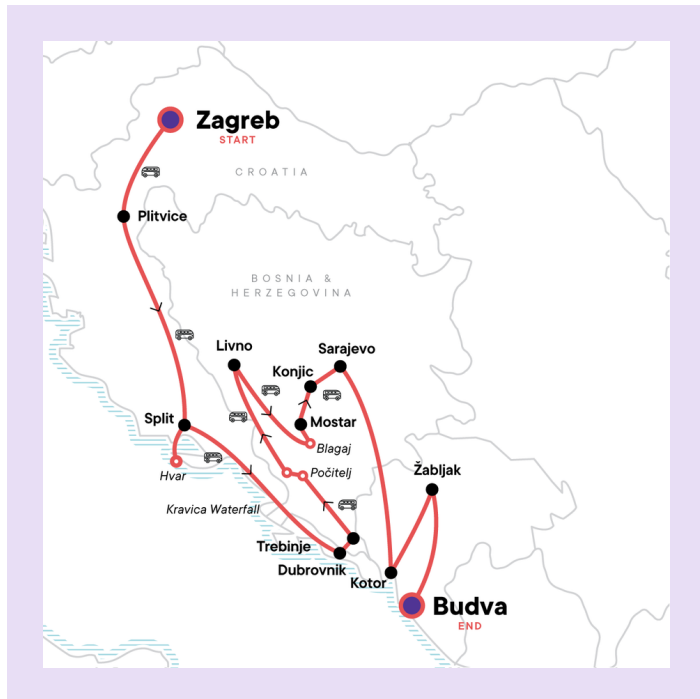 Zagreb
START
CROATIA
Plitvice
BOSNIA &
HERZEGOVINA
Livno
Sarajevo
Konjic
Split
Mostar
Blagaj
Hvar
Počitelj
Žabljak
Kravica Waterfall
Trebinje
Dubrovnik
Kotor
Budva
END